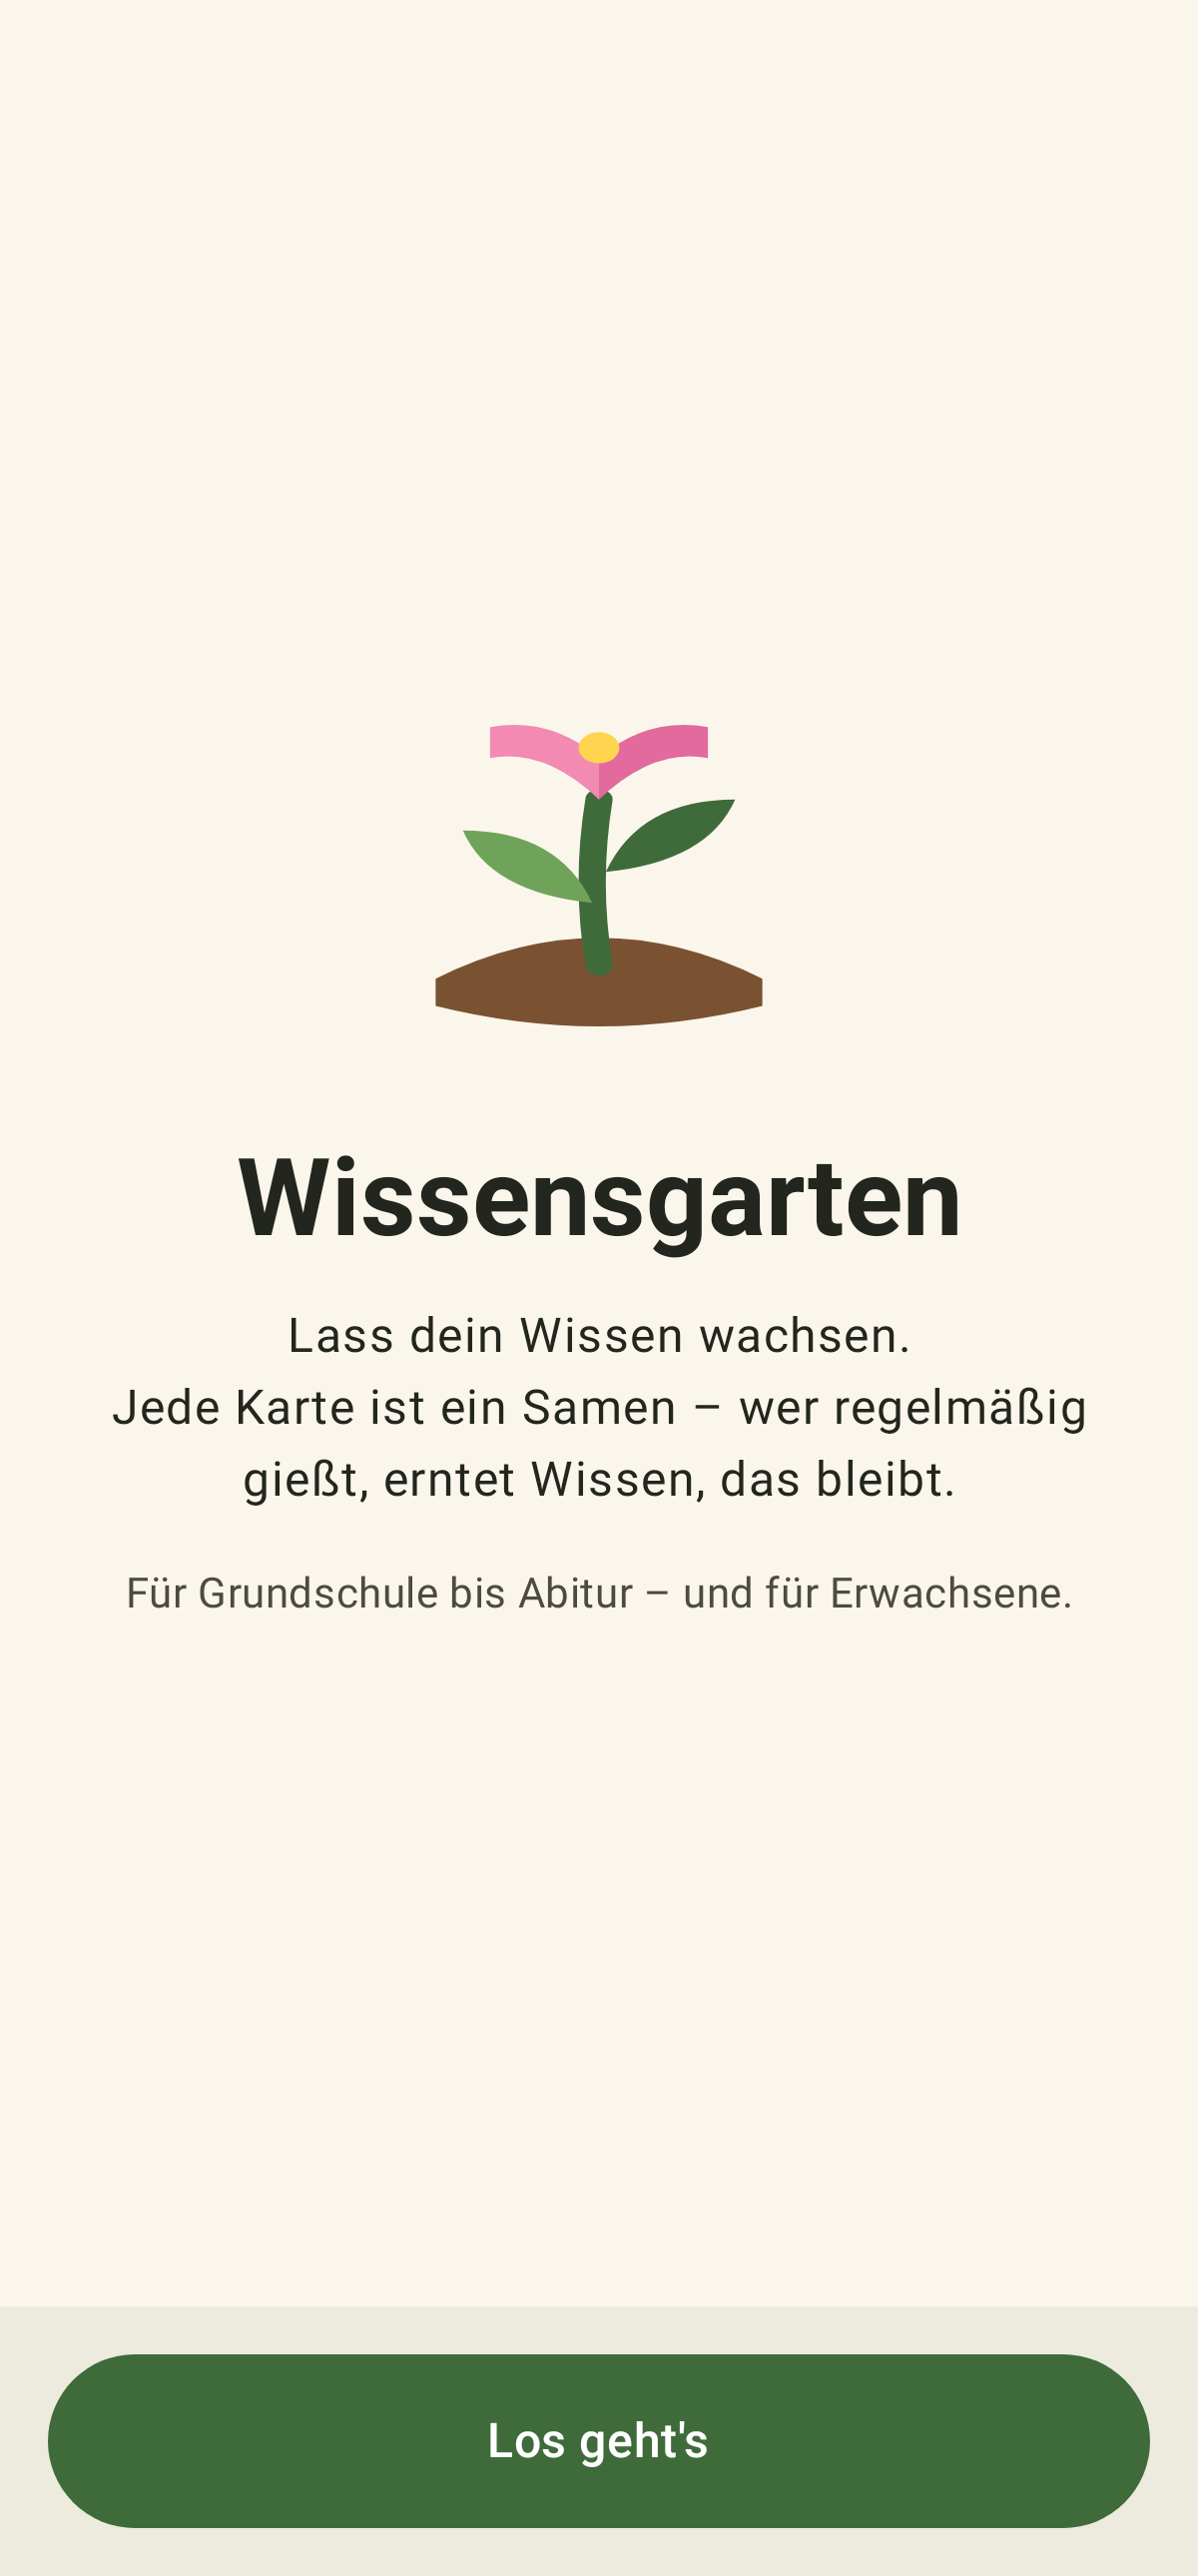 Wissensgarten
Lass dein Wissen wachsen.
Jede Karte ist ein Samen – wer regelmäßig
gießt, erntet Wissen, das bleibt.
Für Grundschule bis Abitur – und für Erwachsene.
Los geht's